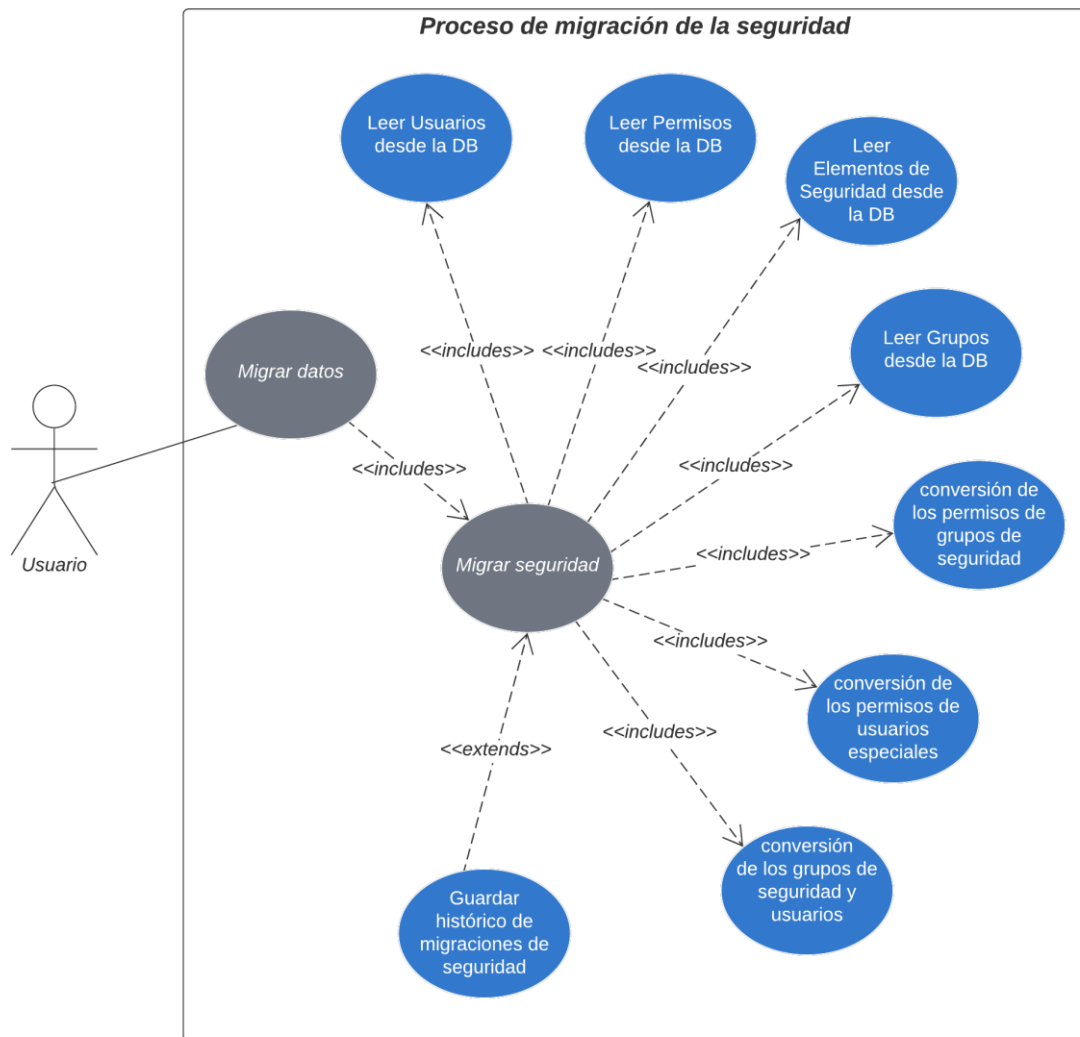 Proceso de migración de la seguridad
Leer Usuarios
desde la DB
Leer Permisos
desde la DB
Leer
Elementos de
Seguridad desde
la DB
<<includes>>
<<includes>>
<<includes>>
Leer Grupos
desde la DB
Migrar datos
<<includes>>
<<includes>>
Usuario
Migrar seguridad
<<includes>>
conversión de
los permisos de
grupos de
seguridad
<<includes>>
conversión de
los permisos de
usuarios
especiales
<<extends>>
<<includes>>
conversión
de los grupos de
seguridad y
usuarios
Guardar
histórico de
migraciones de
seguridad